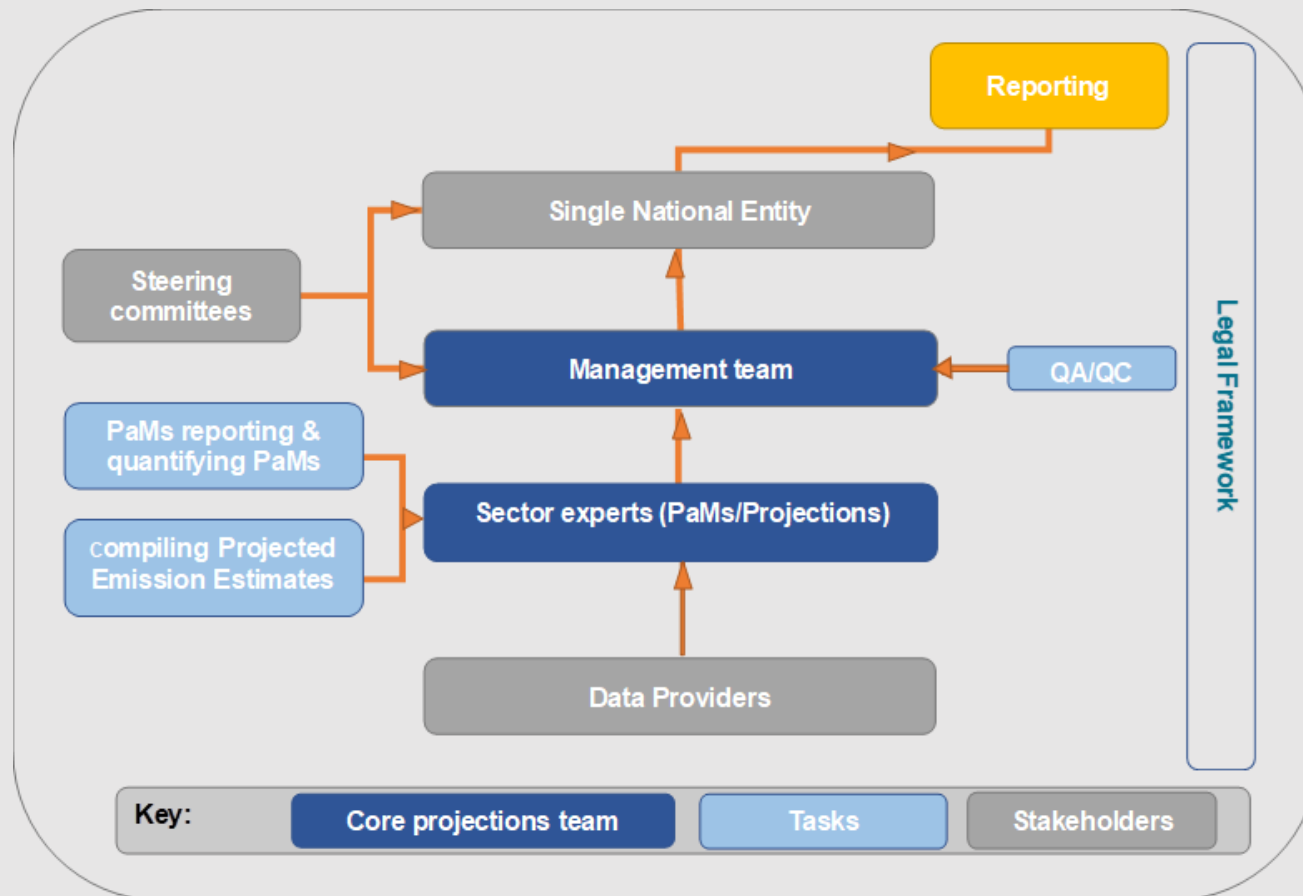 Reporting
Single National Entity
Steering
committees
Management team
QA/QC
PaMs reporting &
quantifying PaMs
Sector experts (PaMs/Projections)
compiling Projected
Emission Estimates
Data Providers
Legal Framework
Key:
Core projections team
Tasks
Stakeholders